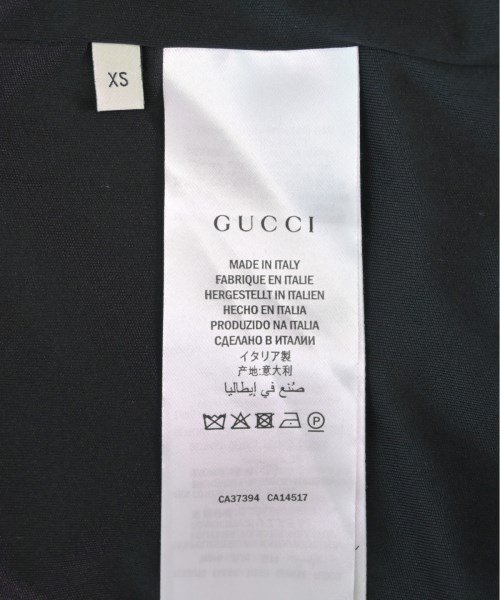 XS
GUCCI
MADE IN ITALY
FABRIQUE EN ITALIE
HERGESTELLT IN ITALIEN
HECHO EN ITALIA
PRODUZIDO NA ITALIA
СДЕЛАНО В ИТАЛИИ
イタリア製
产地:意大利
صُنع في إيطاليا
P
CA37394 CA14517